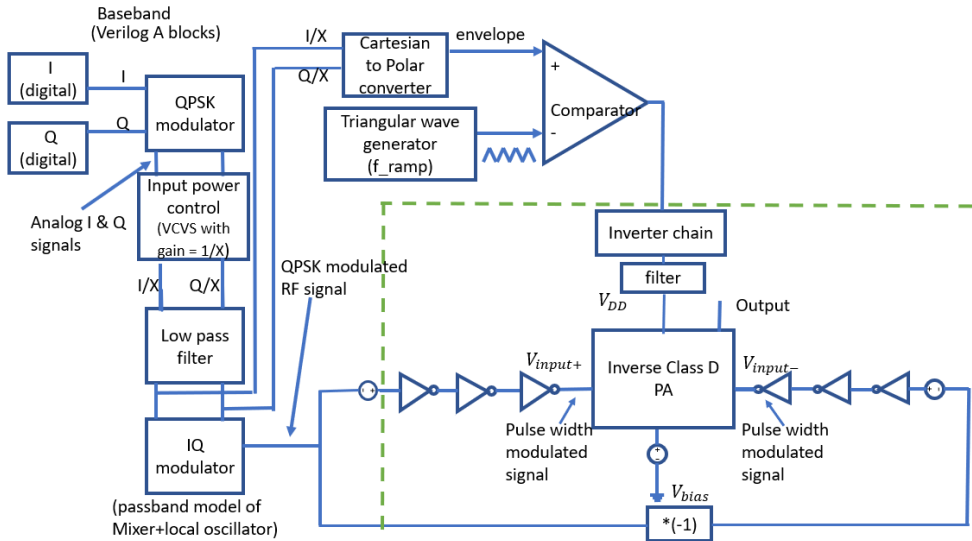 Baseband
(Verilog A blocks)
I
(digital)
I
Q
(digital)
Q
QPSK
modulator
Analog I & Q
signals
Input power
control
(VCVS with
gain = 1/X)
I/X
Q/X
Low pass
filter
IQ
modulator
(passband model of
Mixer+local oscillator)
I/X
Q/X
Cartesian
to Polar
converter
envelope
Triangular wave
generator
(f_ramp)
+
Comparator
-
QPSK modulated
RF signal
Inverter chain
filter
V_DD
Output
V_input+
Inverse Class D
PA
V_input−
Pulse width
modulated
signal
Pulse width
modulated
signal
V_bias
*(-1)